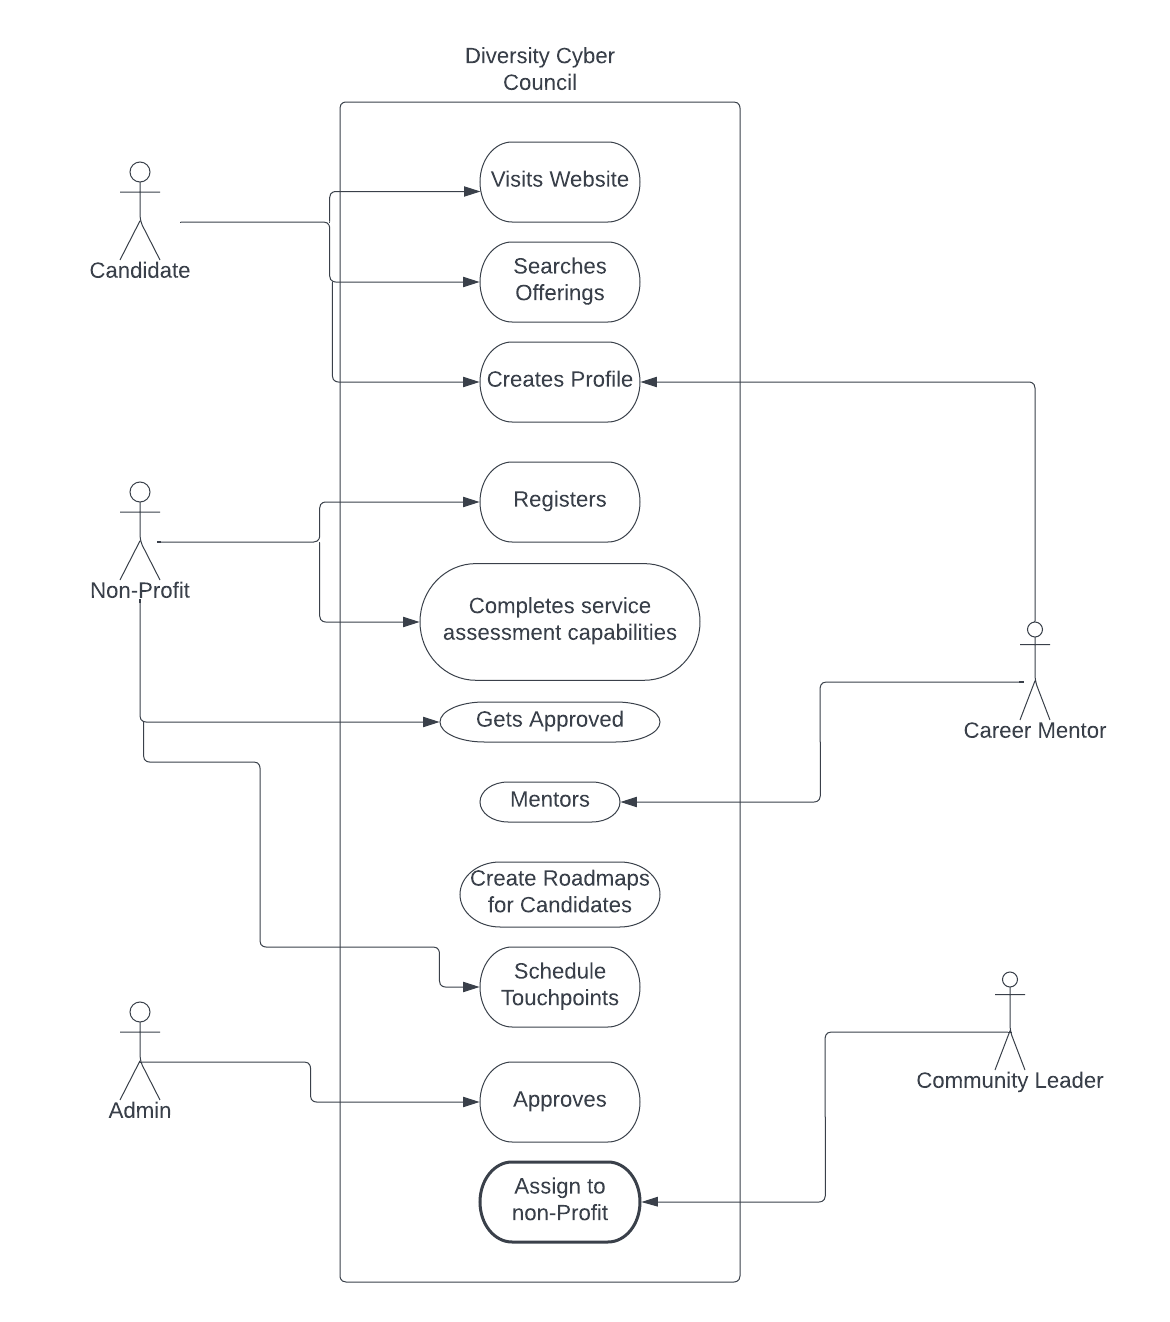 Diversity Cyber
Council
Visits Website
Candidate
Searches
Offerings
Creates Profile
Registers
Non-Profit
Completes service
assessment capabilities
Gets Approved
Career Mentor
Mentors
Create Roadmaps
for Candidates
Schedule
Touchpoints
Community Leader
Admin
Approves
Assign to
non-Profit